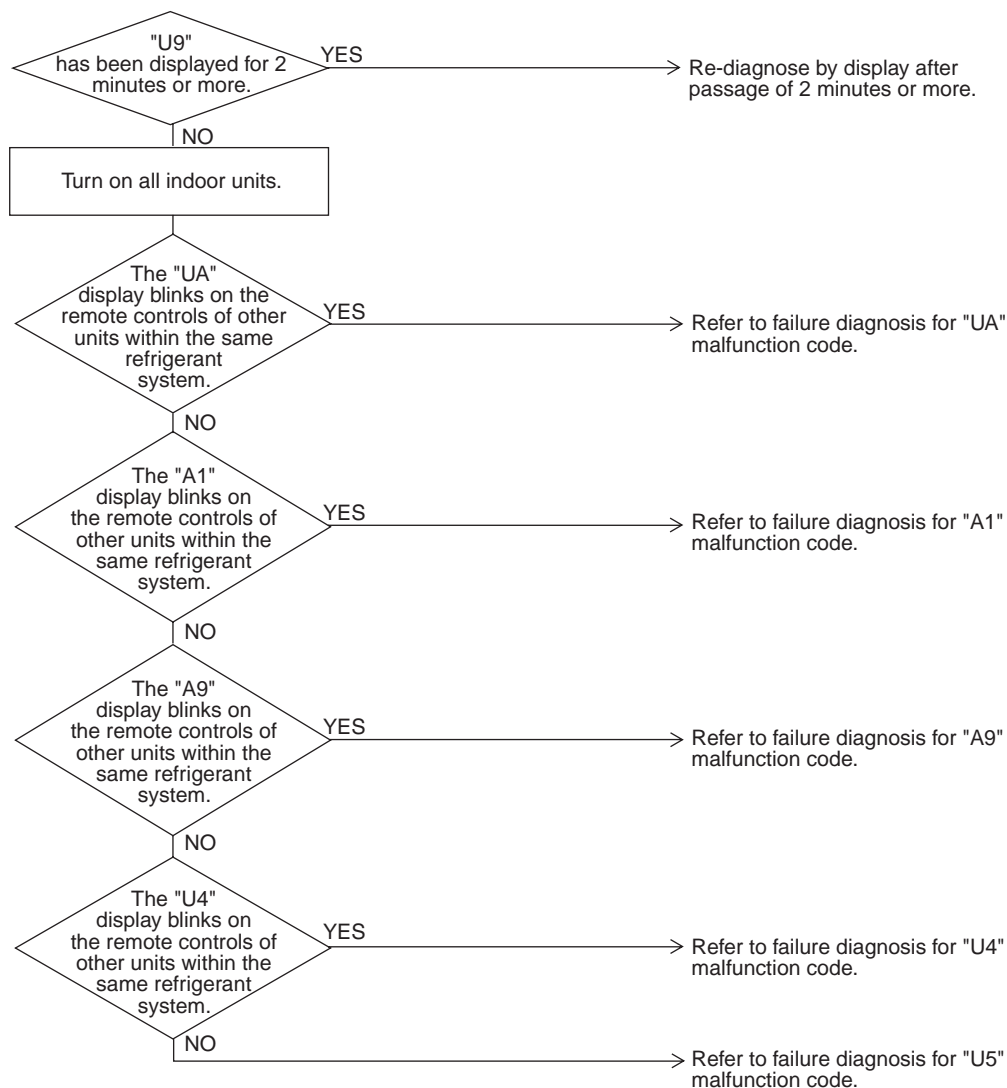 "U9"
has been displayed for 2
minutes or more.
YES
Re-diagnose by display after
passage of 2 minutes or more.
NO
Turn on all indoor units.
The "UA"
display blinks on the
remote controls of other
units within the same
refrigerant
system.
YES
Refer to failure diagnosis for "UA"
malfunction code.
NO
The "A1"
display blinks on
the remote controls of
other units within the
same refrigerant
system.
YES
Refer to failure diagnosis for "A1"
malfunction code.
NO
The "A9"
display blinks on
the remote controls of
other units within the
same refrigerant
system.
YES
Refer to failure diagnosis for "A9"
malfunction code.
NO
The "U4"
display blinks on
the remote controls of
other units within the
same refrigerant
system.
YES
Refer to failure diagnosis for "U4"
malfunction code.
NO
Refer to failure diagnosis for "U5"
malfunction code.